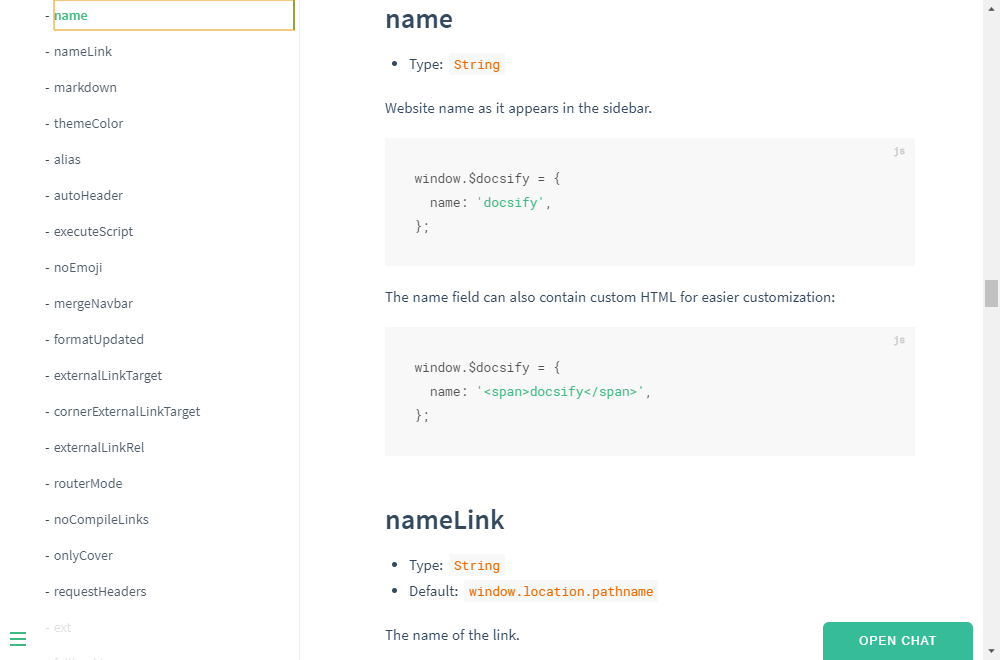 - name
- nameLink
- markdown
- themeColor
- alias
- autoHeader
- executeScript
- noEmoji
- mergeNavbar
- formatUpdated
- externalLinkTarget
- cornerExternalLinkTarget
- externalLinkRel
- routerMode
- noCompileLinks
- onlyCover
- requestHeaders
- ext
name
Type: String
Website name as it appears in the sidebar.
js
window.$docsify = {
  name: 'docsify',
};
The name field can also contain custom HTML for easier customization:
js
window.$docsify = {
  name: '<span>docsify</span>',
};
nameLink
Type: String
Default: window.location.pathname
The name of the link.
OPEN CHAT